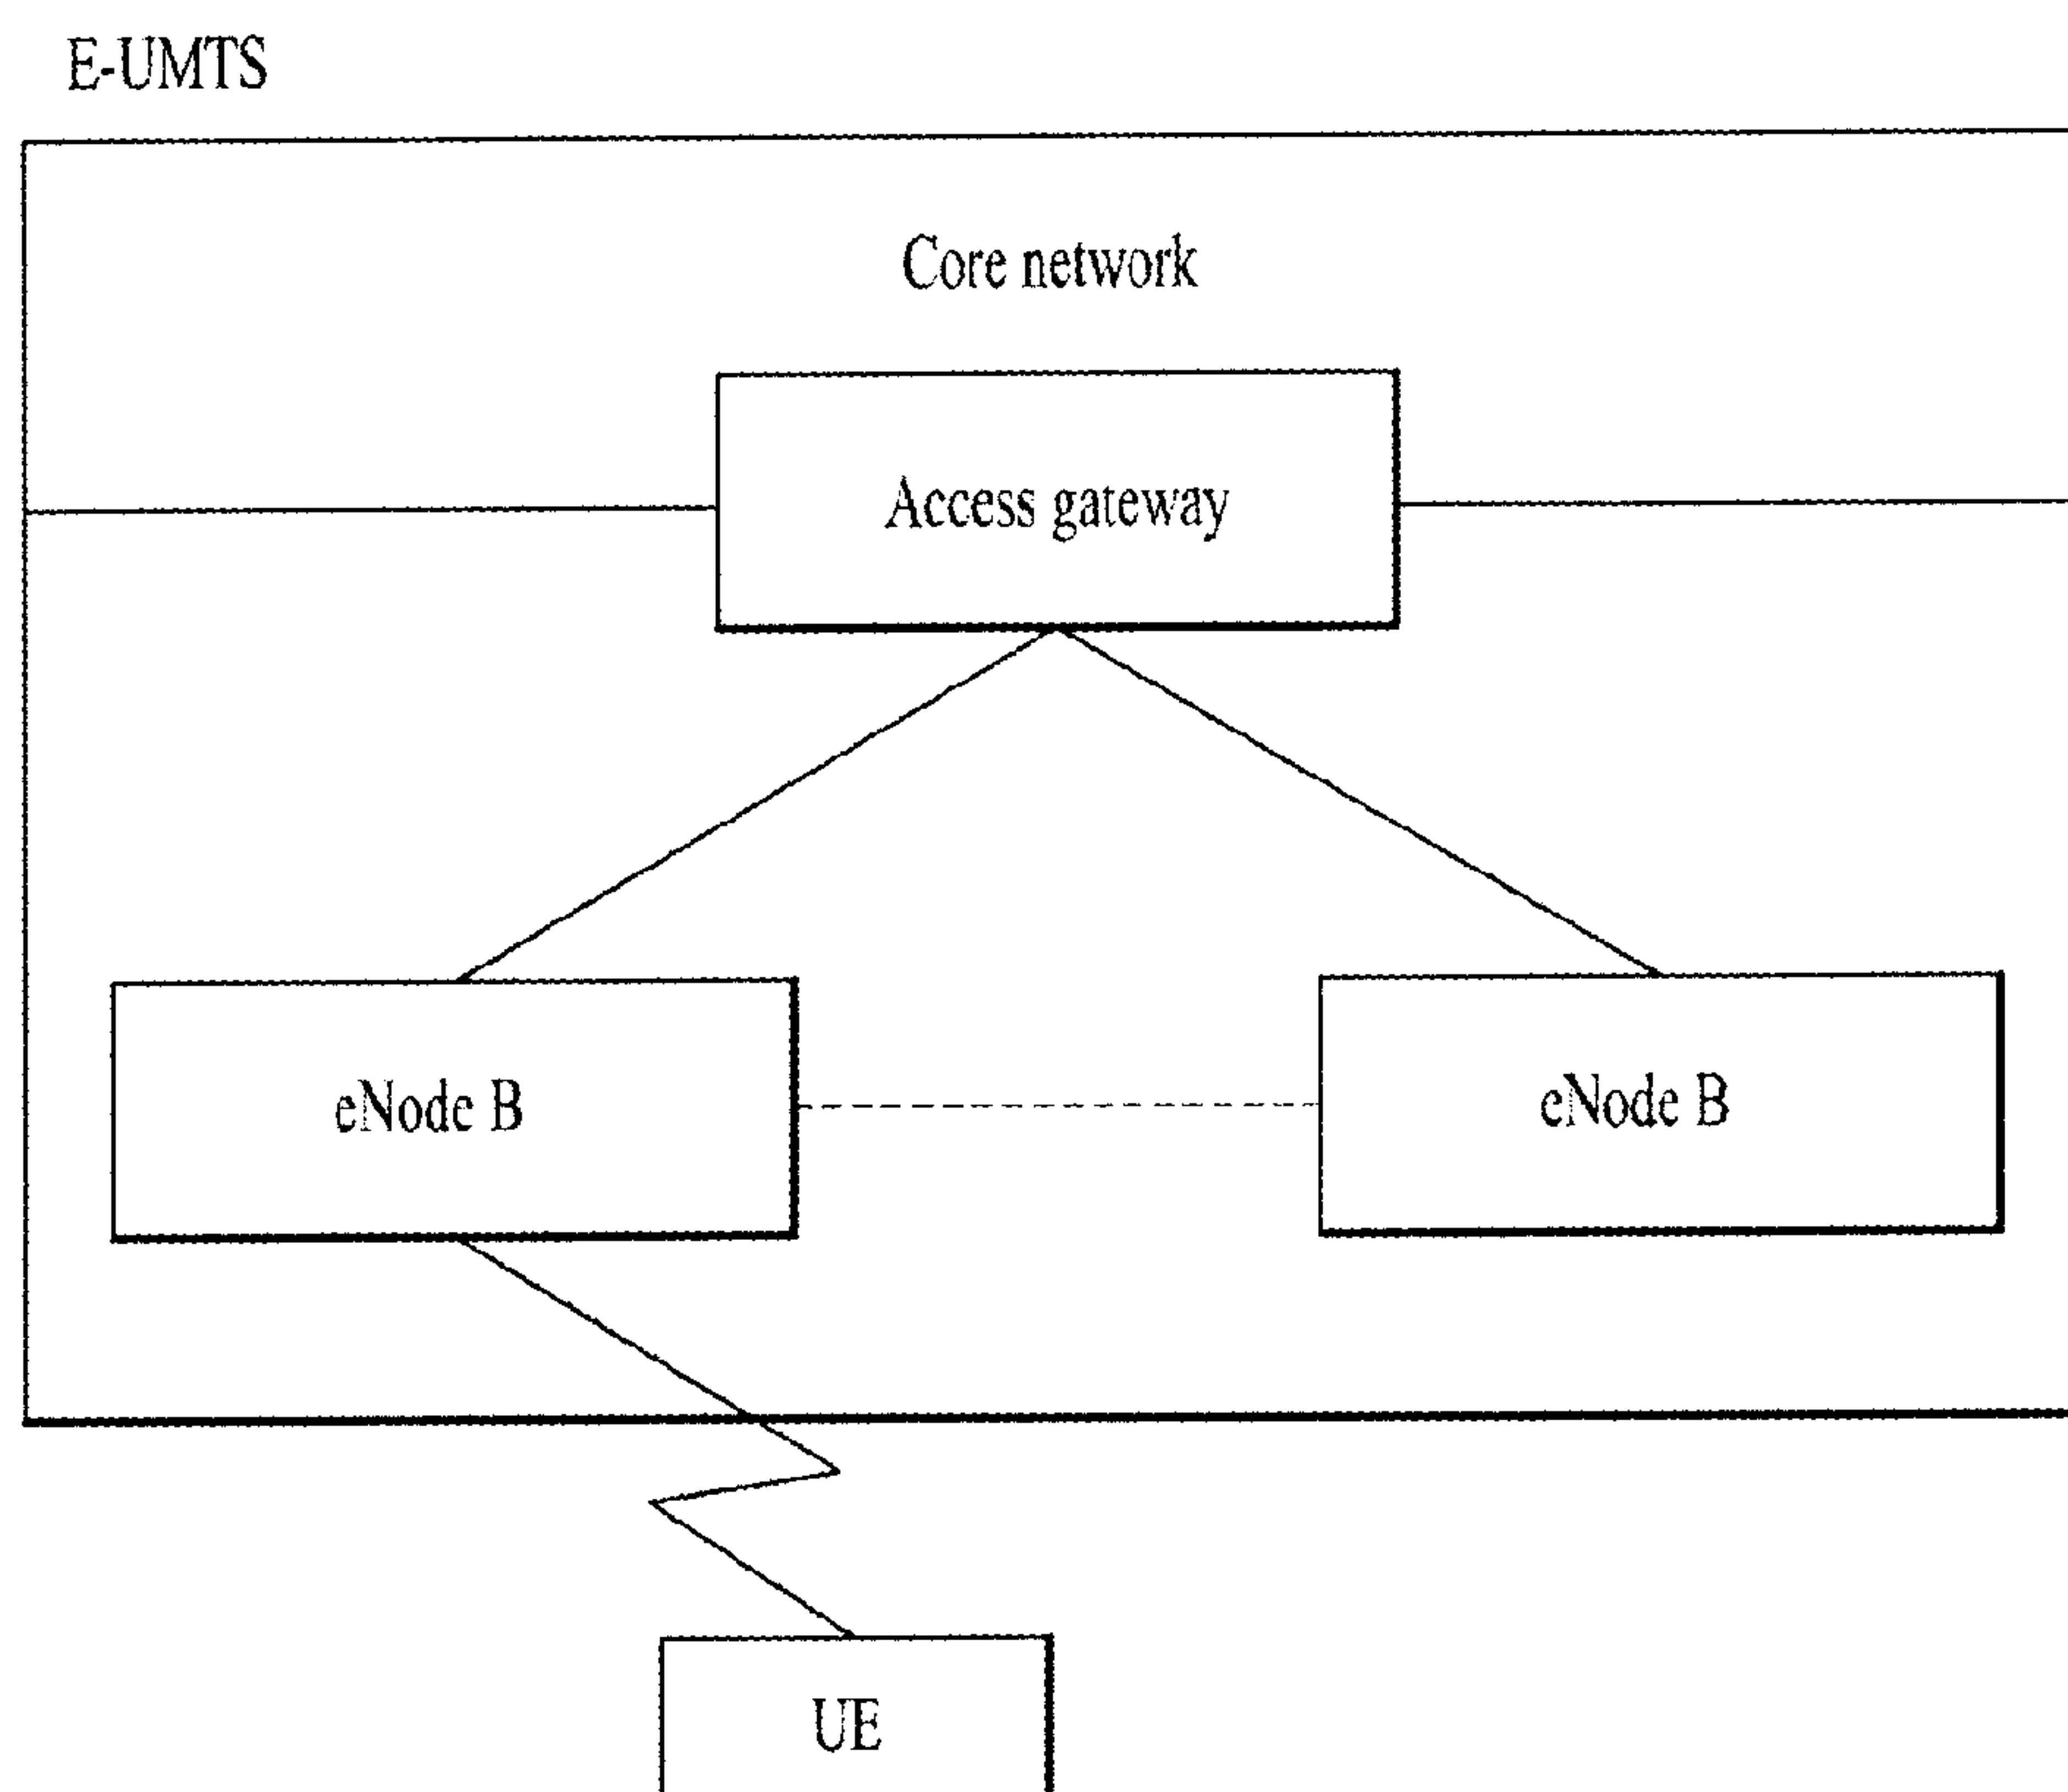 E-UMTS
Core network
Access gateway
eNode B
eNode B
UE